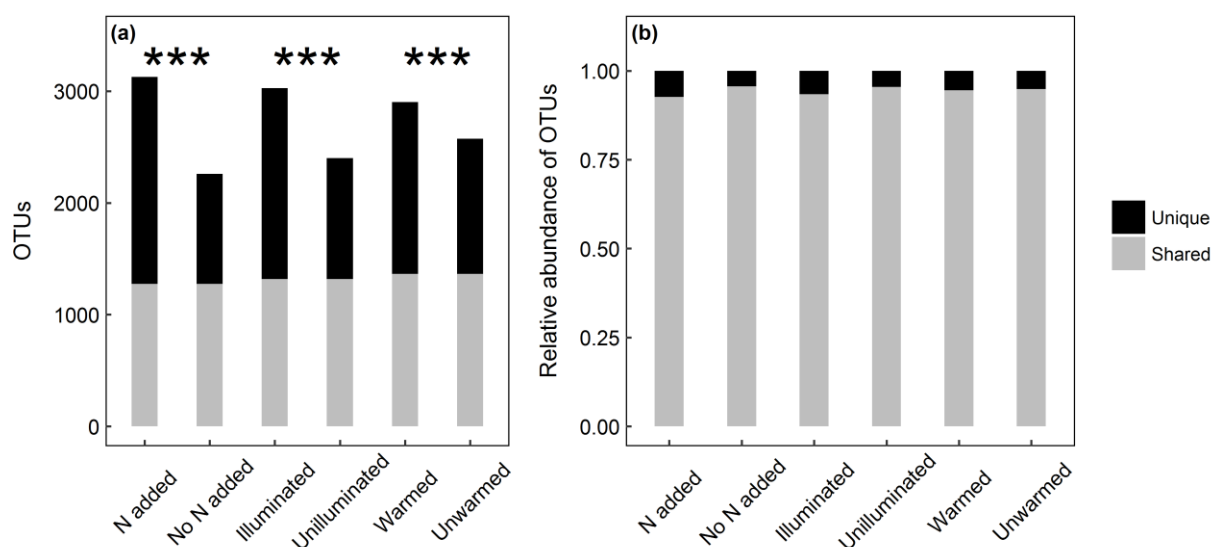 (a)
*** *** ***
OTUs
3000
2000
1000
0
N added
No N added
Illuminated
Unilluminated
Warmed
Unwarmed
(b)
Relative abundance of OTUs
1.00
0.75
0.50
0.25
0.00
N added
No N added
Illuminated
Unilluminated
Warmed
Unwarmed
Unique
Shared